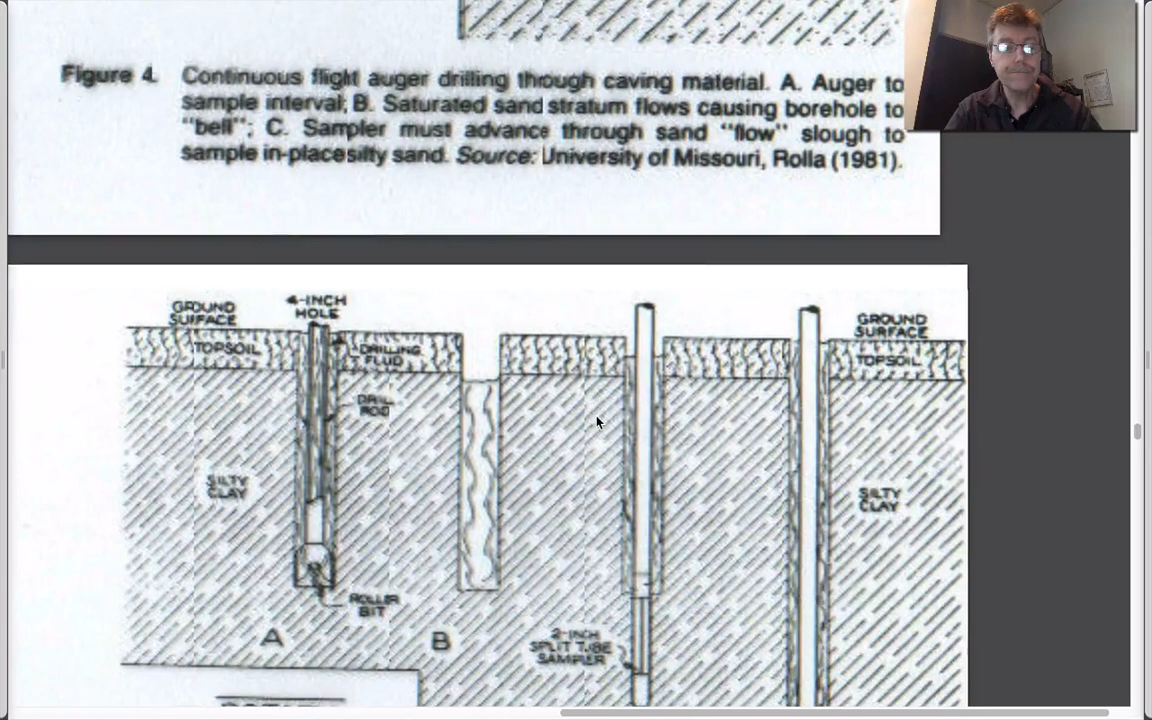 Figure 4. Continuous flight auger drilling through caving material. A. Auger to
sample interval; B. Saturated sand stratum flows causing borehole to
"bell"; C. Sampler must advance through sand "flow" slough to
sample in-place silty sand. Source: University of Missouri, Rolla (1981).
GROUND
SURFACE
4-INCH
HOLE
GROUND
SURFACE
TOPSOIL
DRILLING
FLUID
TOPSOIL
DRILL
ROD
SILTY
CLAY
SILTY
CLAY
ROLLER
BIT
A
B
2-INCH
SPLIT TUBE
SAMPLER